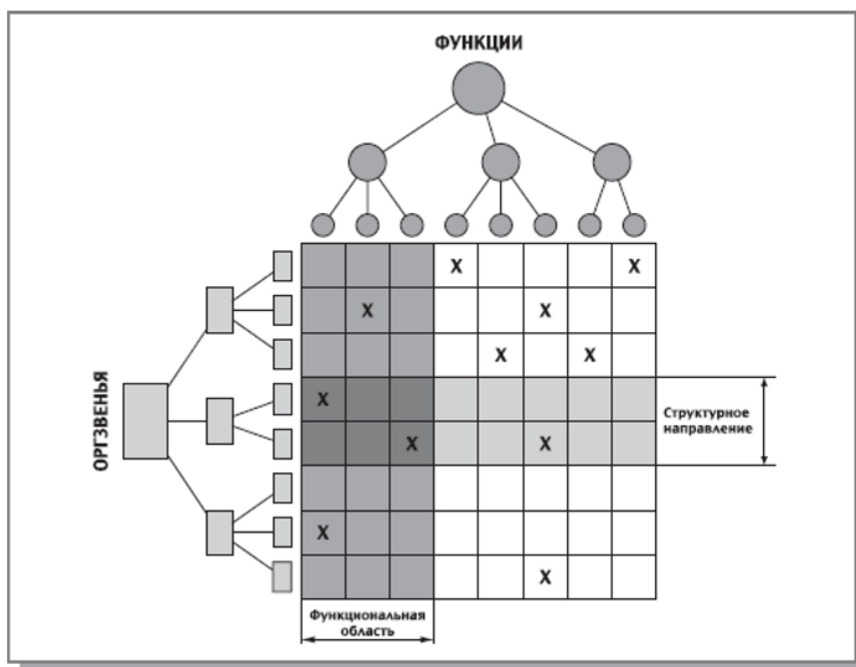 ФУНКЦИИ
ОРГЗВЕНЬЯ
X X
X X
X X
X
Структурное
направление
X X
X
X
Функциональная
область